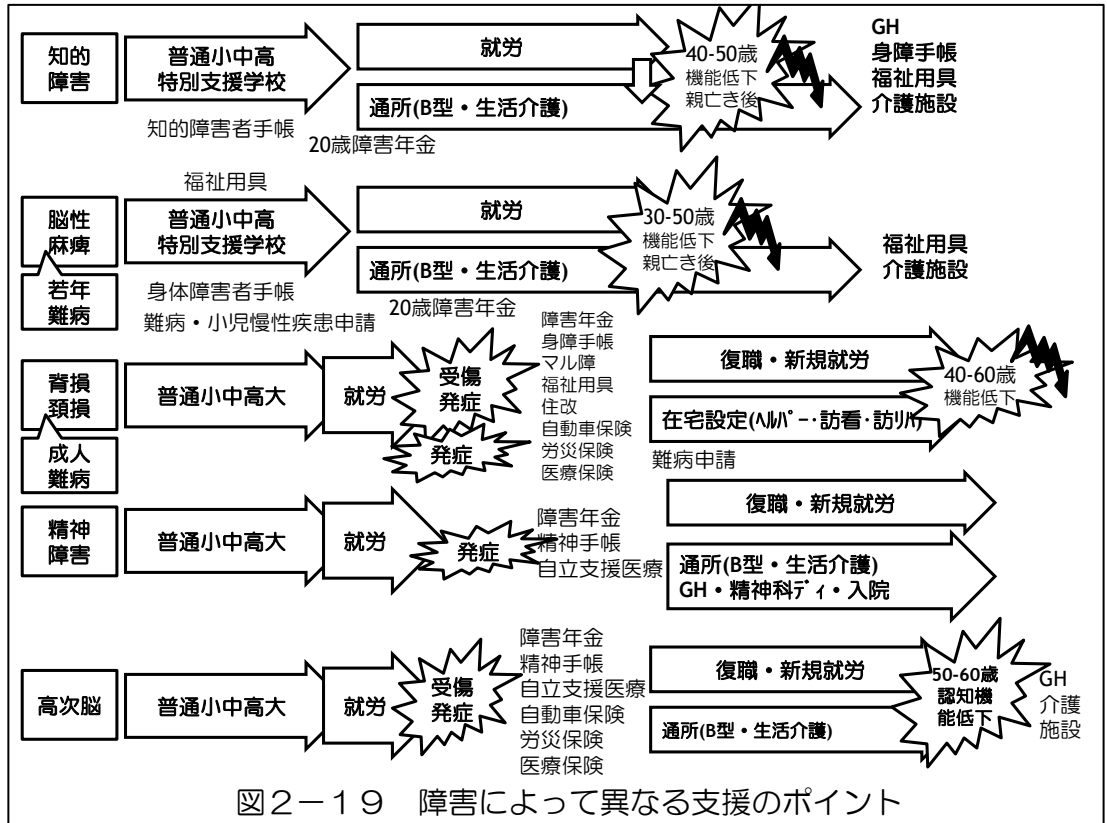 知的
障害
普通小中高
特別支援学校
知的障害者手帳
就労
通所(B型・生活介護)
20歳障害年金
40-50歳
機能低下
親亡き後
GH
身障手帳
福祉用具
介護施設
脳性
麻痺
若年
難病
福祉用具
普通小中高
特別支援学校
身体障害者手帳
難病・小児慢性疾患申請
就労
通所(B型・生活介護)
20歳障害年金
30-50歳
機能低下
親亡き後
福祉用具
介護施設
脊損
頚損
成人
難病
普通小中高大
就労
受傷
発症
発症
障害年金
身障手帳
マル障
福祉用具
住改
自動車保険
労災保険
医療保険
復職・新規就労
在宅設定(ﾍﾙﾊﾟｰ・訪看・訪ﾘﾊ)
難病申請
40-60歳
機能低下
精神
障害
普通小中高大
就労
発症
障害年金
精神手帳
自立支援医療
復職・新規就労
通所(B型・生活介護)
GH・精神科ﾃﾞｨ・入院
高次脳
普通小中高大
就労
受傷
発症
障害年金
精神手帳
自立支援医療
自動車保険
労災保険
医療保険
復職・新規就労
通所(B型・生活介護)
50-60歳
認知機
能低下
GH
介護
施設
図２－１９　障害によって異なる支援のポイント